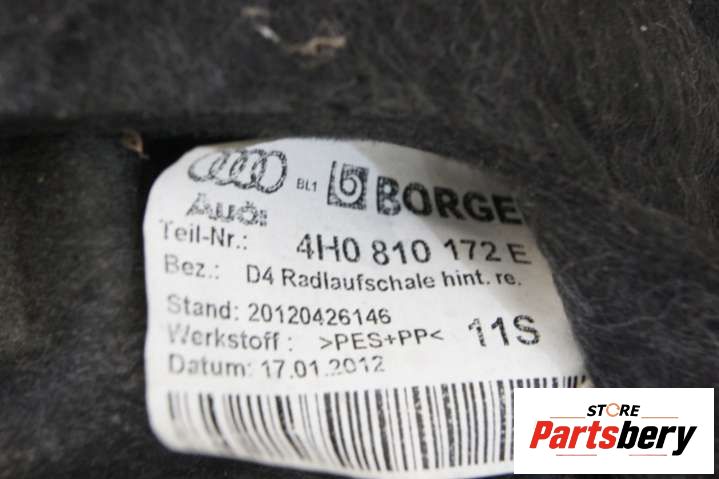 Audi
BL1
BORGE
Teil-Nr.: 4H0 810 172 E
Bez.: D4 Radlaufschale hint. re.
Stand: 20120426146
Werkstoff: >PES+PP< 11S
Datum: 17.01.2012
STORE
Partsbery